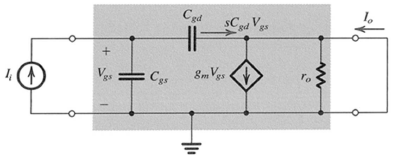 C_gd
sC_gd V_gs
I_o
+
I_i
V_gs
C_gs
g_m V_gs
r_o
−